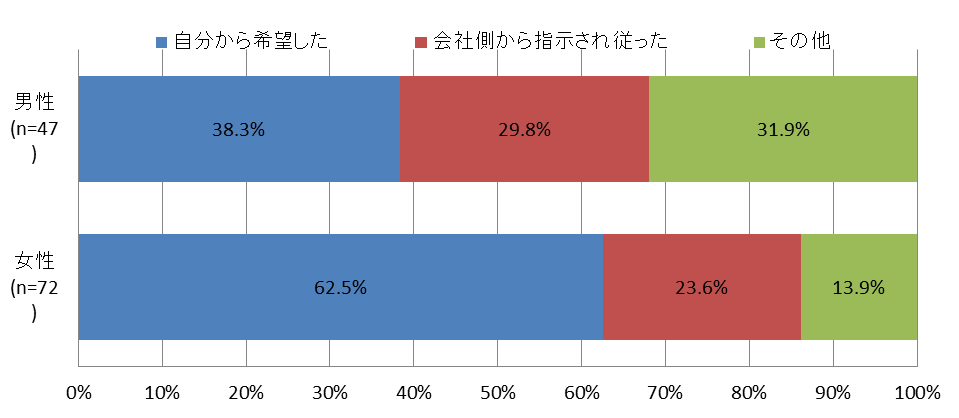 自分から希望した 会社側から指示され従った その他
男性
(n=47
)
38.3% 29.8% 31.9%
女性
(n=72
)
62.5% 23.6% 13.9%
0% 10% 20% 30% 40% 50% 60% 70% 80% 90% 100%